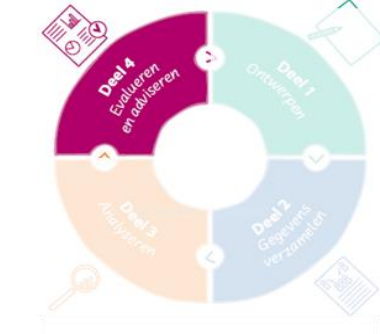 Deel 4
Evalueren
en adviseren
Deel 1
Ontwerpen
Deel 2
Gegevens
verzamelen
Deel 3
Analyseren